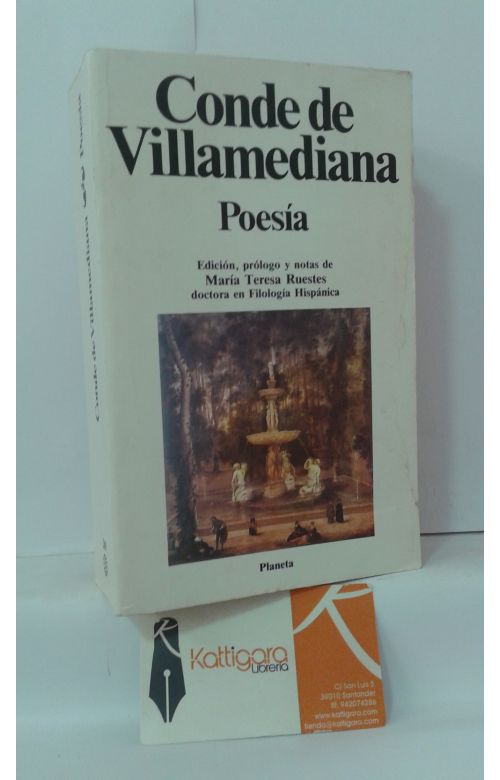 Conde de
Villamediana
Poesía
Edición, prólogo y notas de
María Teresa Ruestes
doctora en Filología Hispánica
Planeta
Conde de Villamediana Poesía
Kattigara
Librería
C/ San Luis 5
39010 Santander
tlf: 942074286
www.kattigara.com
tienda@kattigara.com